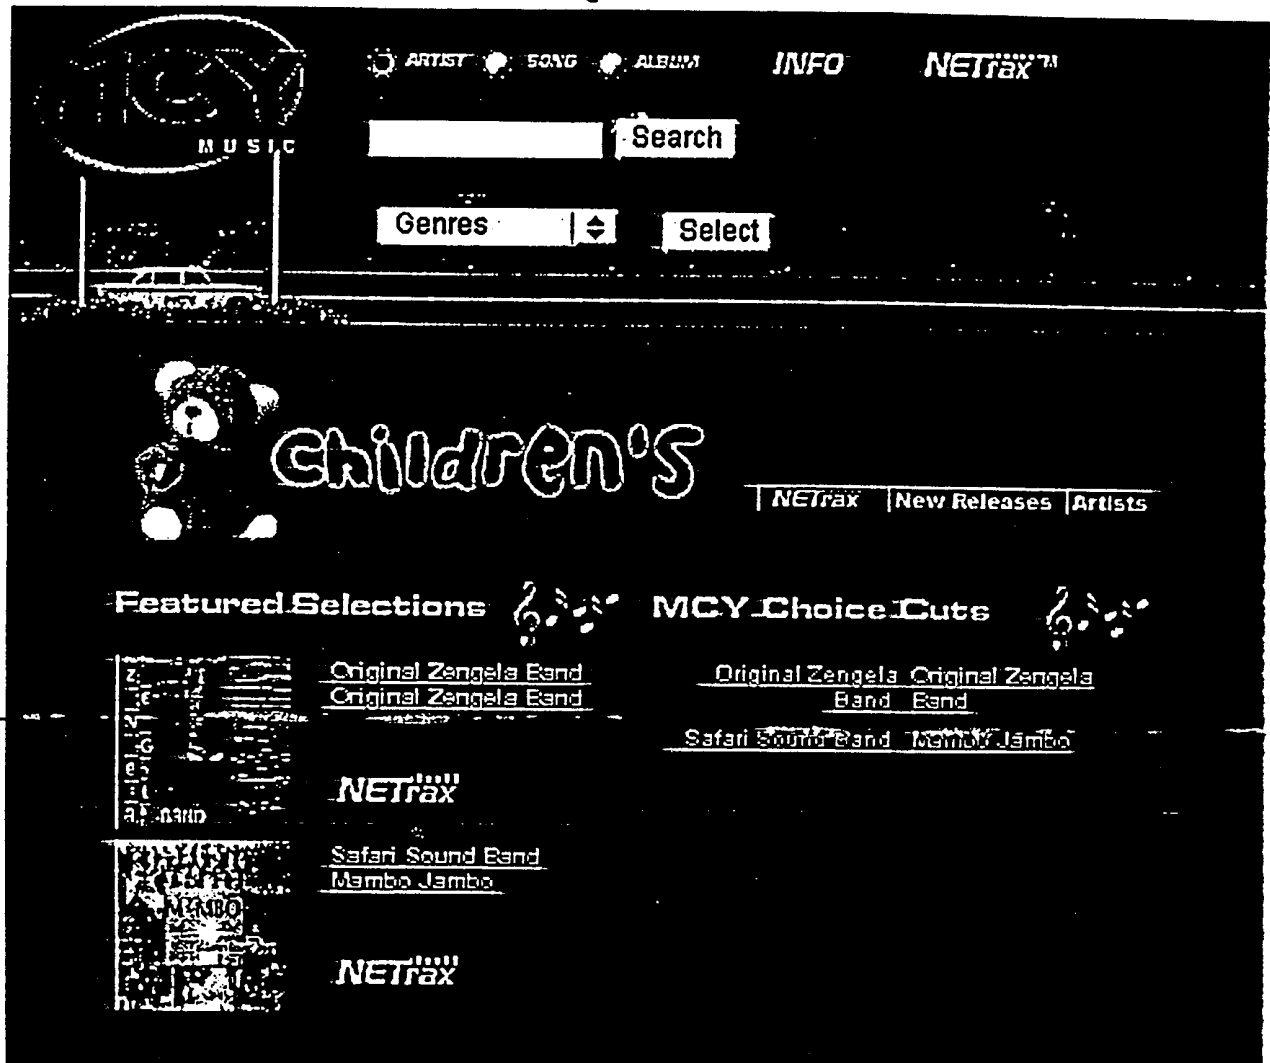 MCY
MUSIC
ARTIST SONG ALBUM INFO NETrax™
Search
Genres Select
Children's
NETrax New Releases Artists
Featured Selections MCY Choice Cuts
Original Zengela Band
Original Zengela Band
Original Zengela Band Original Zengela Band
Safari Sound Band Mambo Jambo
BAND
NETrax
Safari Sound Band
Mambo Jambo
MAMBO
NETrax